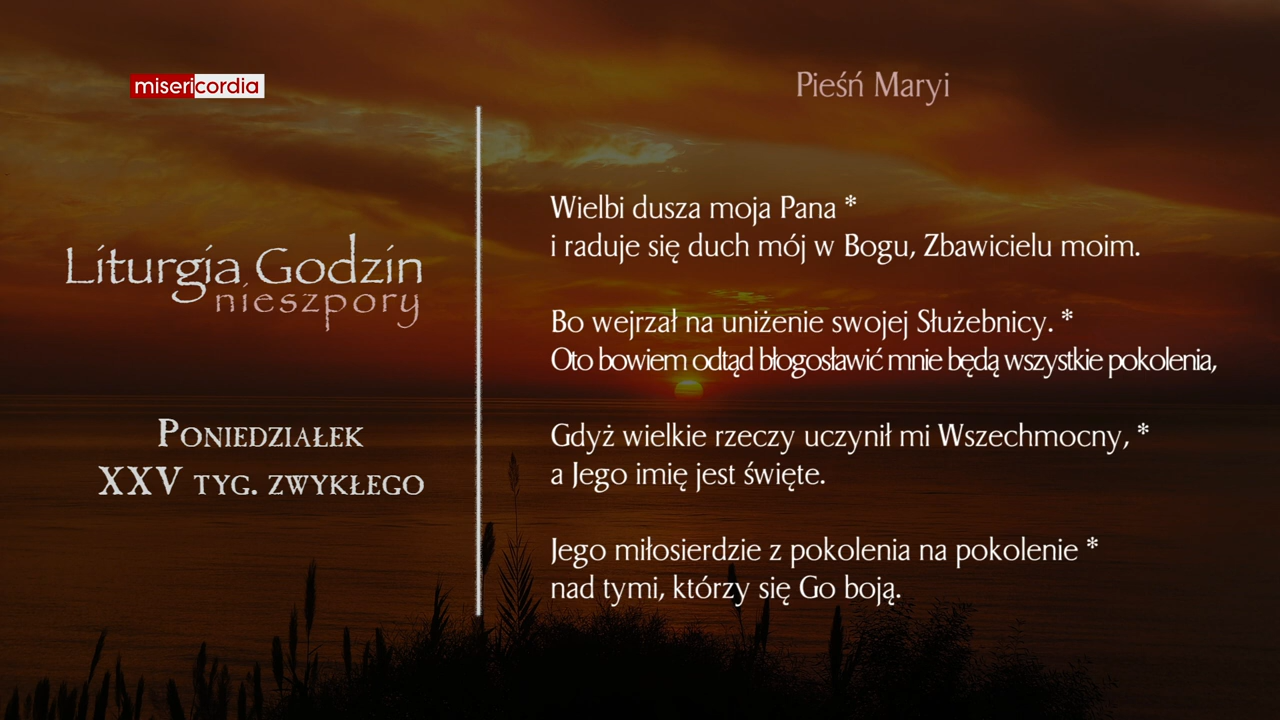 misericordia
Liturgia Godzin
nieszpory
Poniedziałek
XXV tyg. zwykłego
Pieśń Maryi
Wielbi dusza moja Pana *
i raduje się duch mój w Bogu, Zbawicielu moim.
Bo wejrzał na uniżenie swojej Służebnicy. *
Oto bowiem odtąd błogosławić mnie będą wszystkie pokolenia,
Gdyż wielkie rzeczy uczynił mi Wszechmocny, *
a Jego imię jest święte.
Jego miłosierdzie z pokolenia na pokolenie *
nad tymi, którzy się Go boją.